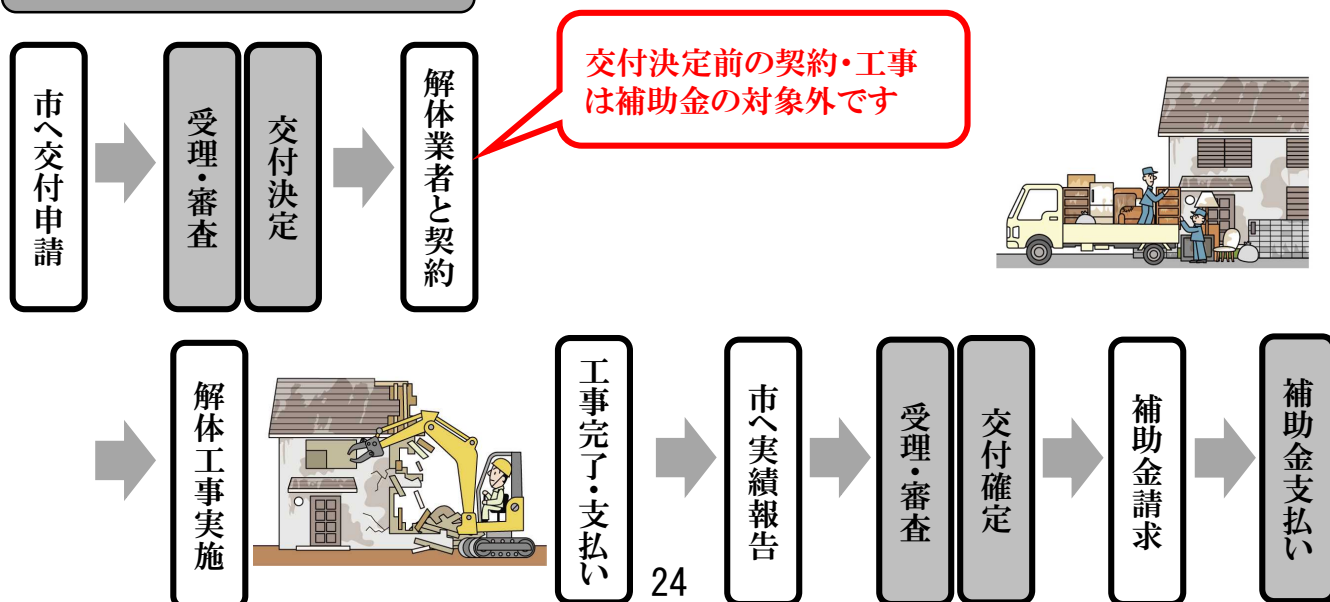 市へ交付申請
受理・審査
交付決定
解体業者と契約
交付決定前の契約・工事
は補助金の対象外です
解体工事実施
工事完了・支払い
市へ実績報告
受理・審査
交付確定
補助金請求
補助金支払い
24